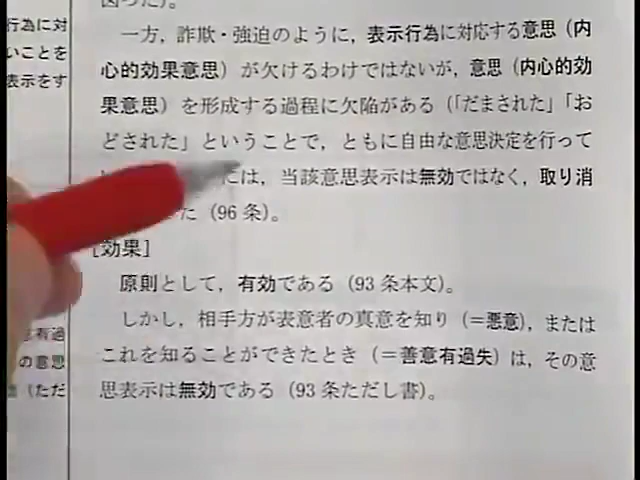 行為に対
いことを
表示をす
有過
の意思
(ただ
一方，詐欺・強迫のように，表示行為に対応する意思（内
心的効果意思）が欠けるわけではないが，意思（内心的効
果意思）を形成する過程に欠陥がある（「だまされた」「お
どされた」ということで，ともに自由な意思決定を行って
には，当該意思表示は無効ではなく，取り消
た（96 条）。
[効果]
原則として，有効である（93 条本文）。
しかし，相手方が表意者の真意を知り（＝悪意），または
これを知ることができたとき（＝善意有過失）は，その意
思表示は無効である（93 条ただし書）。